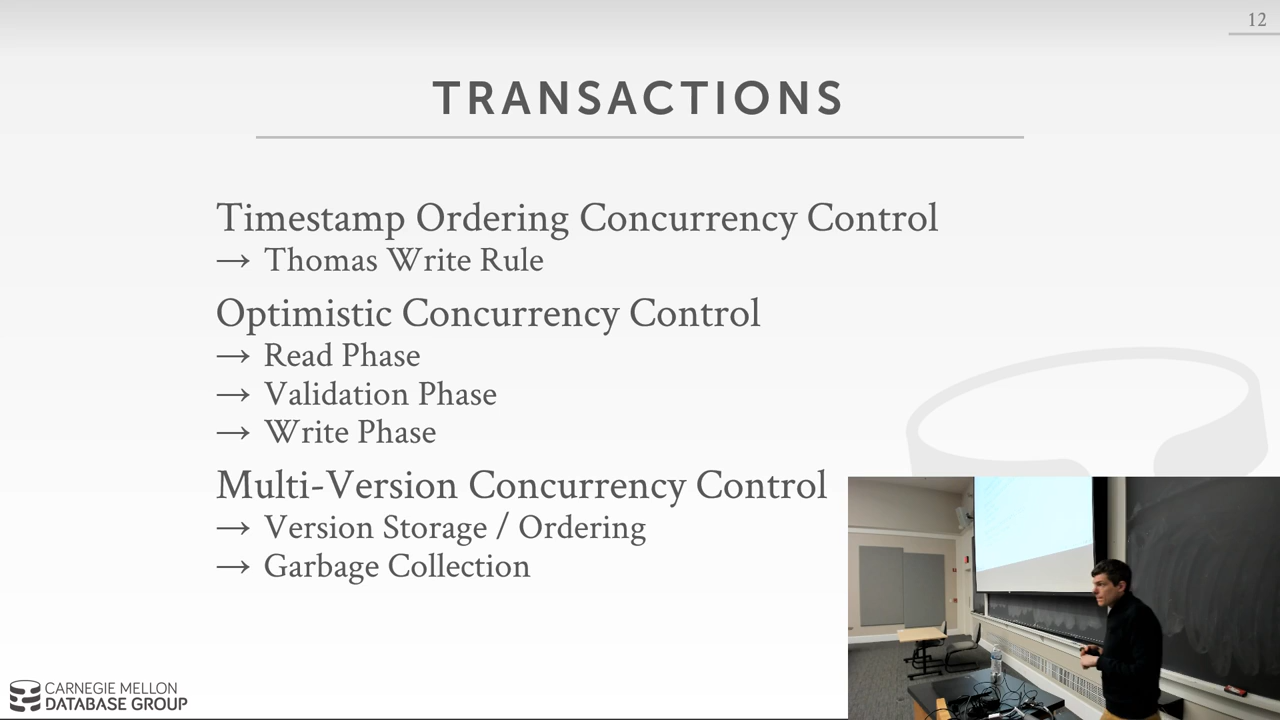 12
TRANSACTIONS
Timestamp Ordering Concurrency Control
→ Thomas Write Rule
Optimistic Concurrency Control
→ Read Phase
→ Validation Phase
→ Write Phase
Multi-Version Concurrency Control
→ Version Storage / Ordering
→ Garbage Collection
CARNEGIE MELLON
DATABASE GROUP